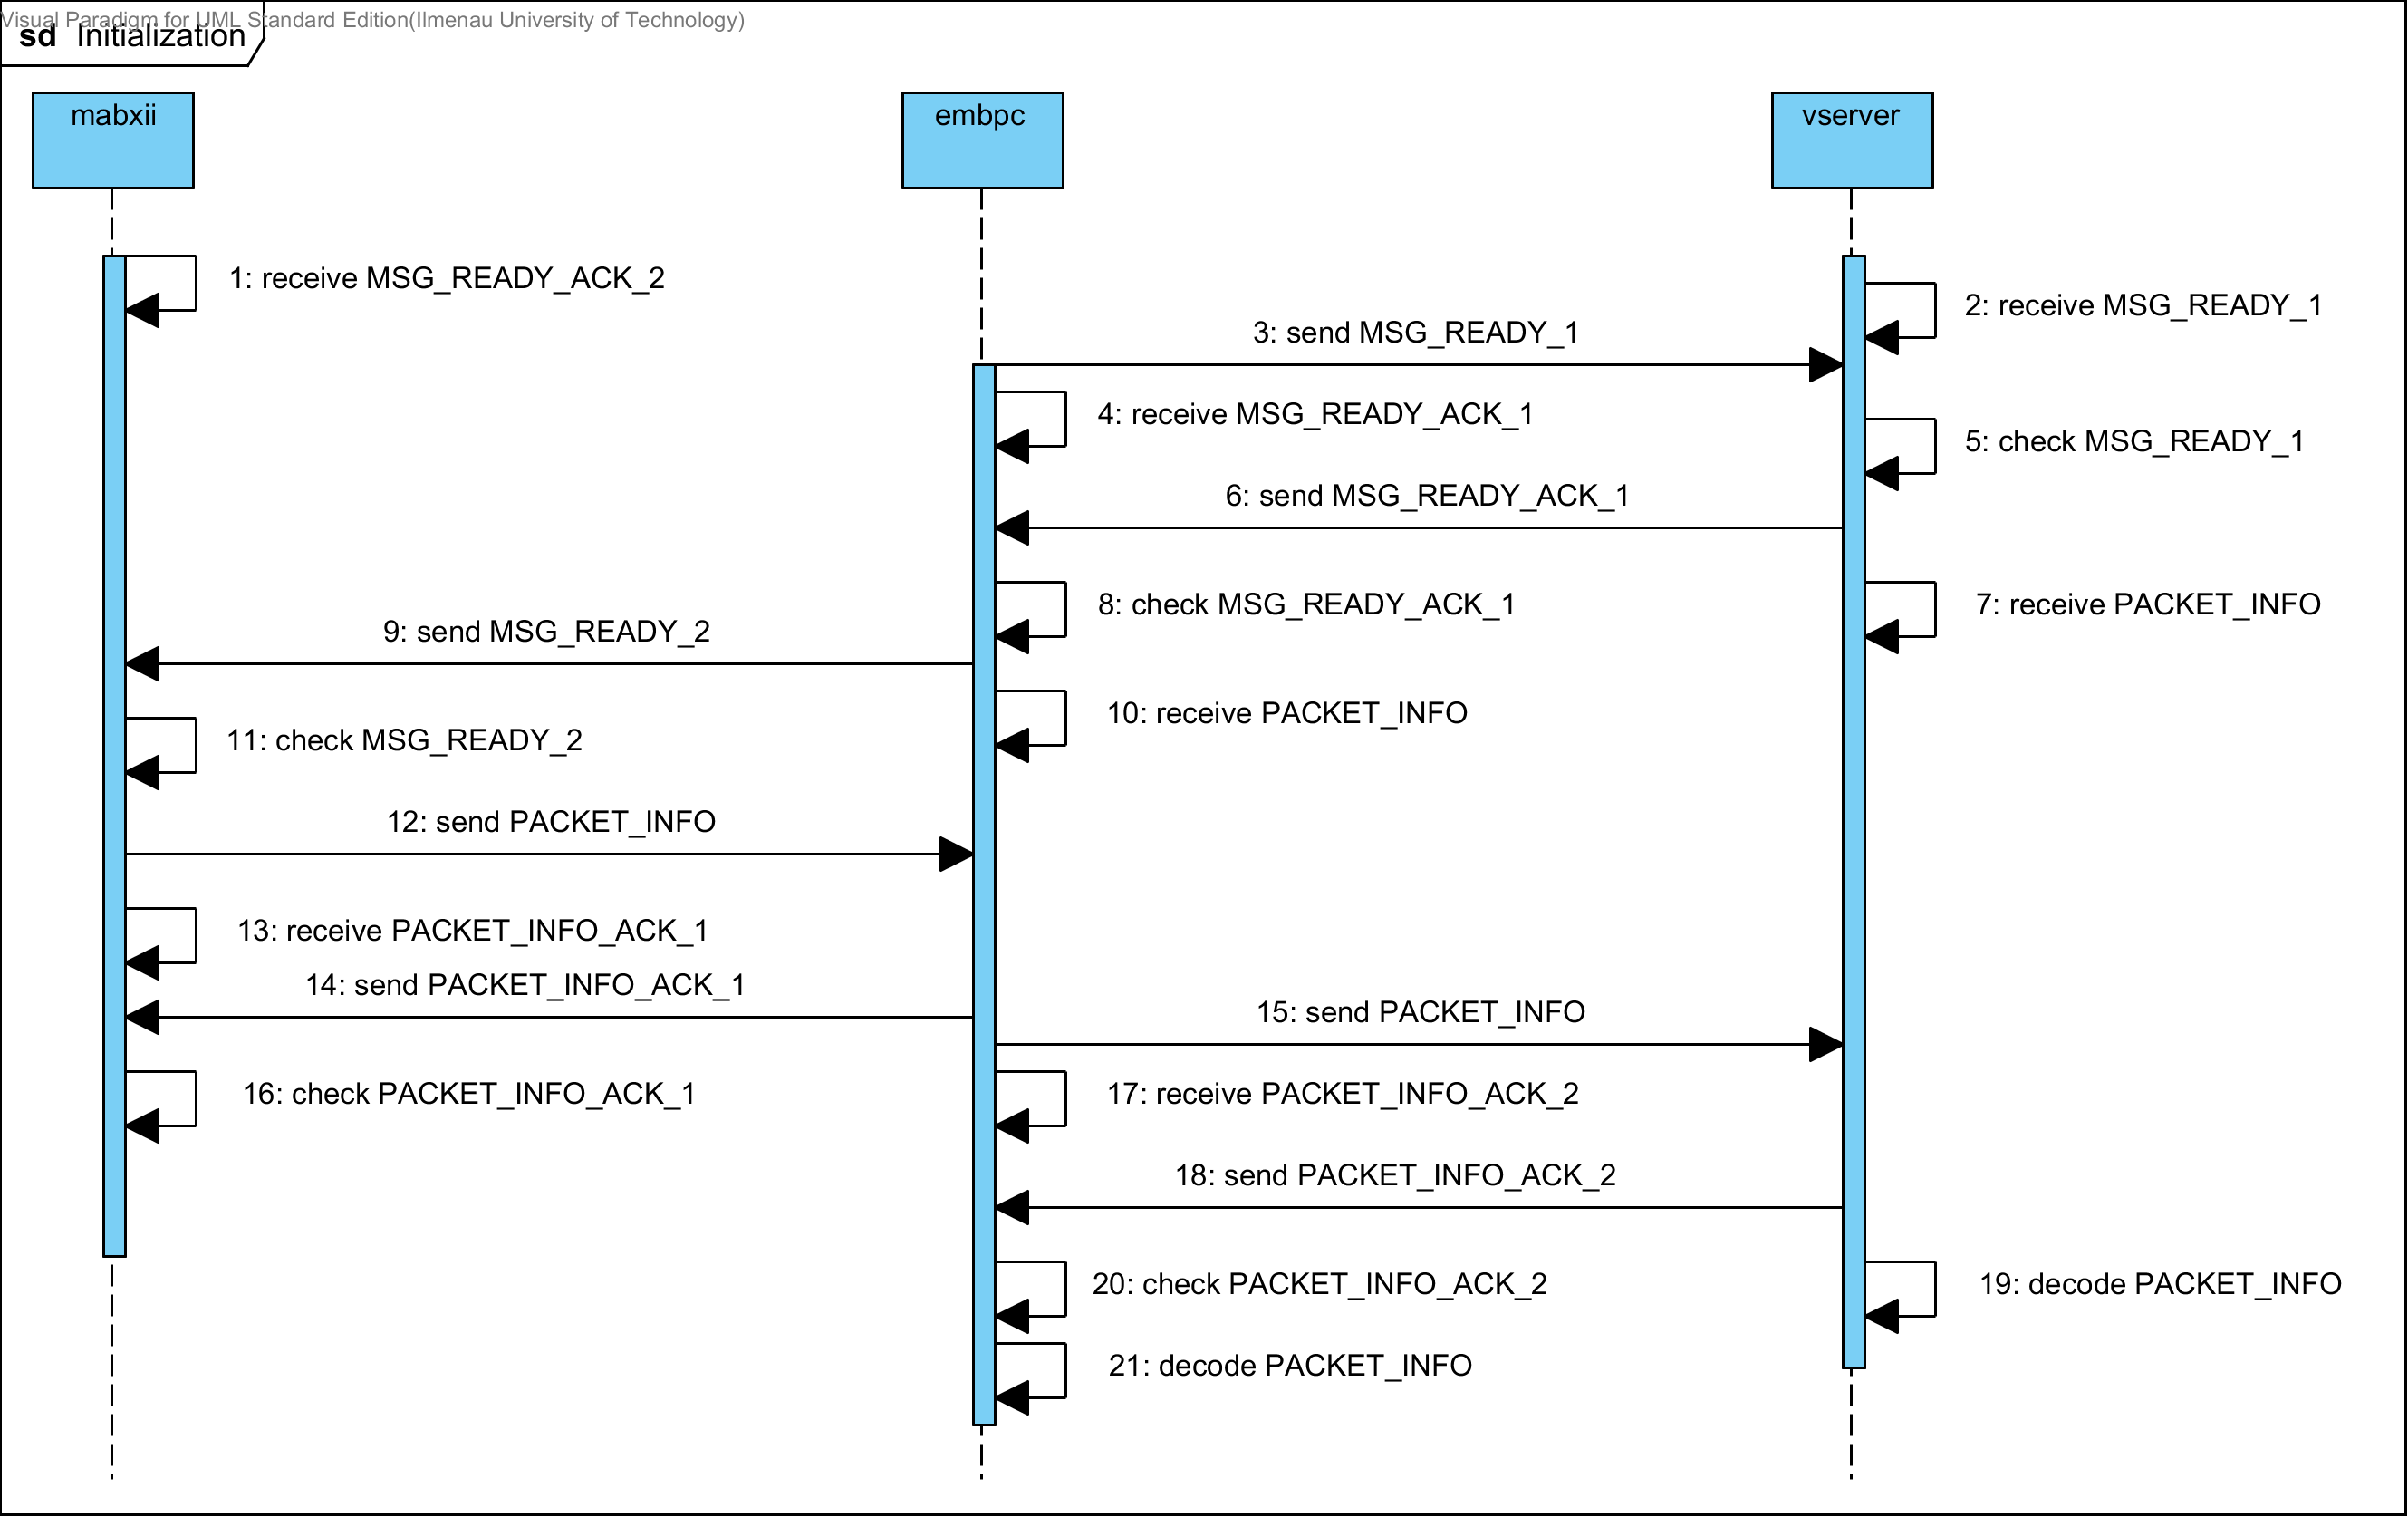 Visual Paradigm for UML Standard Edition(Ilmenau University of Technology)
sd Initialization
mabxii
embpc
vserver
1: receive MSG_READY_ACK_2
2: receive MSG_READY_1
3: send MSG_READY_1
4: receive MSG_READY_ACK_1
5: check MSG_READY_1
6: send MSG_READY_ACK_1
7: receive PACKET_INFO
8: check MSG_READY_ACK_1
9: send MSG_READY_2
10: receive PACKET_INFO
11: check MSG_READY_2
12: send PACKET_INFO
13: receive PACKET_INFO_ACK_1
14: send PACKET_INFO_ACK_1
15: send PACKET_INFO
16: check PACKET_INFO_ACK_1
17: receive PACKET_INFO_ACK_2
18: send PACKET_INFO_ACK_2
19: decode PACKET_INFO
20: check PACKET_INFO_ACK_2
21: decode PACKET_INFO